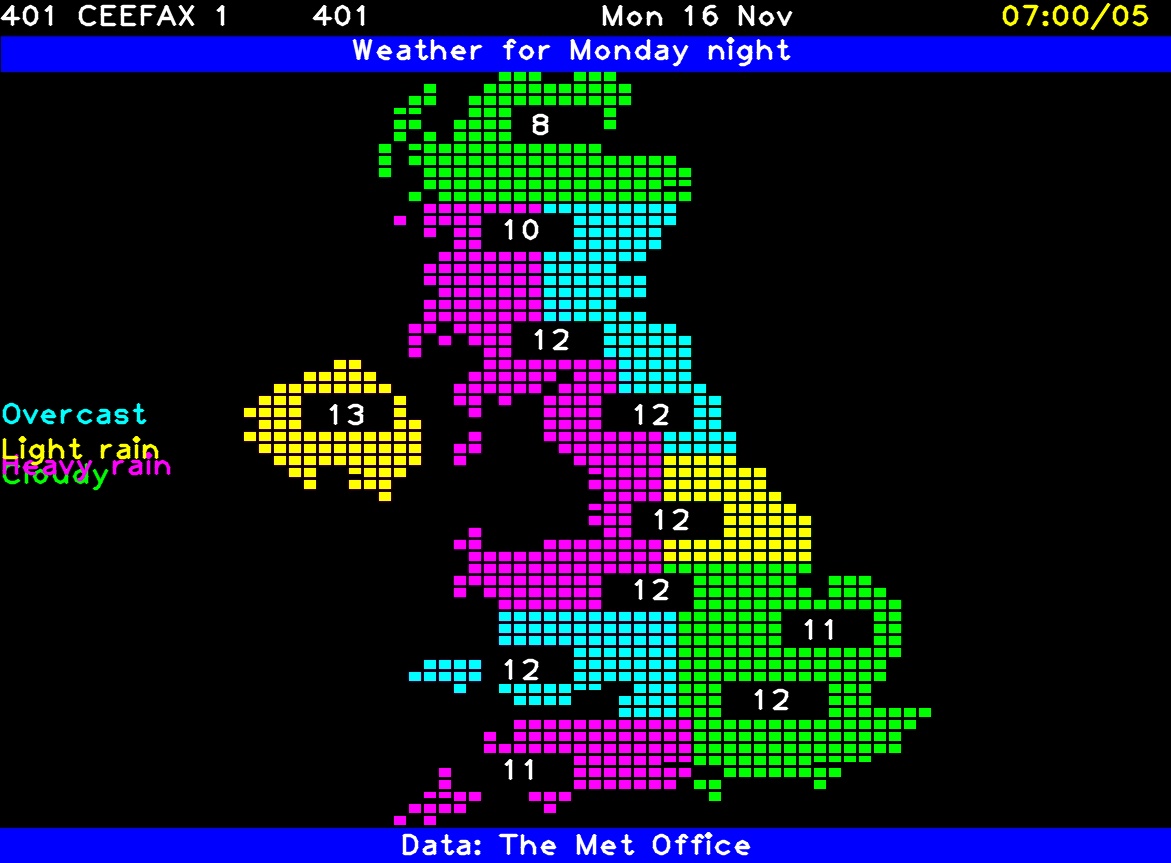 401 CEEFAX 1 401 Mon 16 Nov 07:00/05
Weather for Monday night
8
10
12
13
12
Overcast
Light rain
Heavy rain
Cloudy
12
12
11
12
12
11
Data: The Met Office